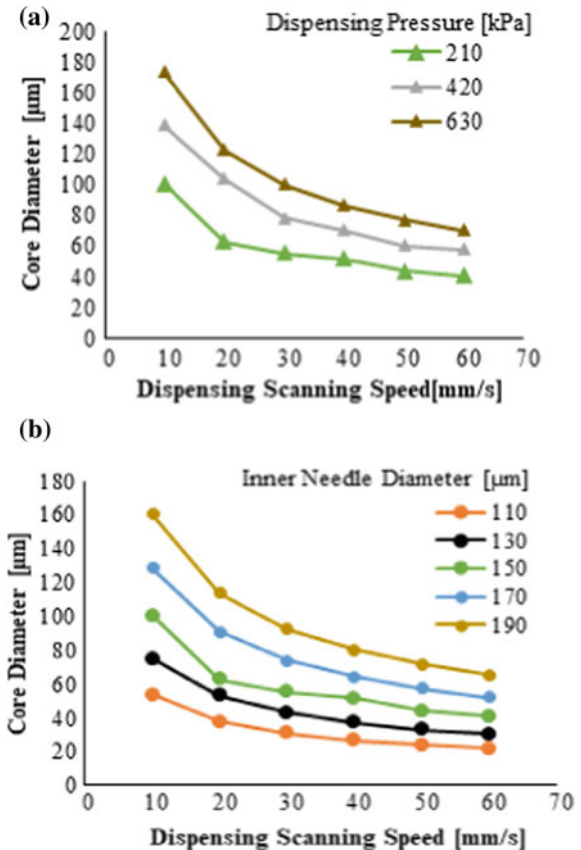 (a)
Dispensing Pressure [kPa]
210
420
630
Core Diameter [µm]
200
180
160
140
120
100
80
60
40
20
0
0 10 20 30 40 50 60 70
Dispensing Scanning Speed[mm/s]
(b)
Inner Needle Diameter [µm]
110
130
150
170
190
Core Diameter [µm]
180
160
140
120
100
80
60
40
20
0
0 10 20 30 40 50 60 70
Dispensing Scanning Speed [mm/s]